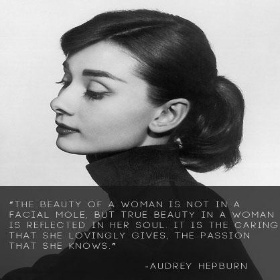 "THE BEAUTY OF A WOMAN IS NOT IN A
FACIAL MOLE, BUT TRUE BEAUTY IN A WOMAN
IS REFLECTED IN HER SOUL. IT IS THE CARING
THAT SHE LOVINGLY GIVES, THE PASSION
THAT SHE KNOWS."
-AUDREY HEPBURN